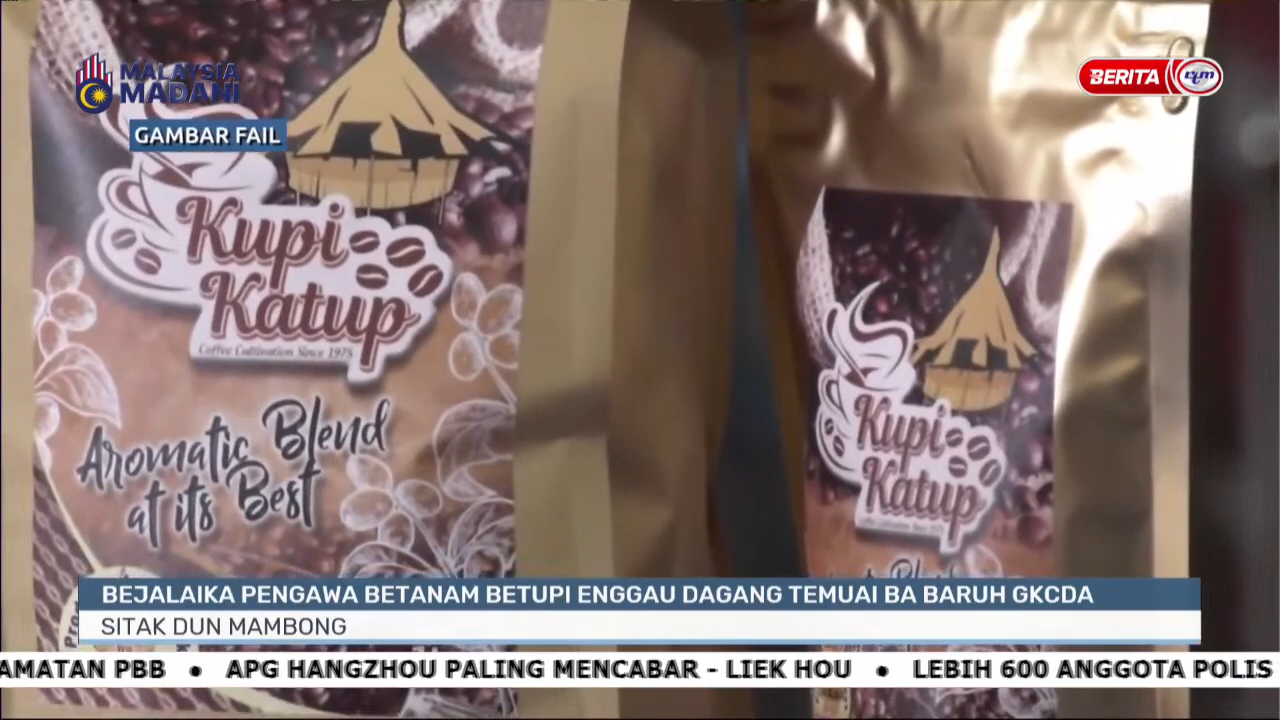 MALAYSIA
MADANI
BERITA
GAMBAR FAIL
Kupi
Katup
Coffee Cultivation Since 1975
Aromatic Blend
at its Best
Kupi
Katup
BEJALAIKA PENGAWA BETANAM BETUPI ENGGAU DAGANG TEMUAI BA BARUH GKCDA
SITAK DUN MAMBONG
AMATAN PBB • APG HANGZHOU PALING MENCABAR - LIEK HOU • LEBIH 600 ANGGOTA POLIS